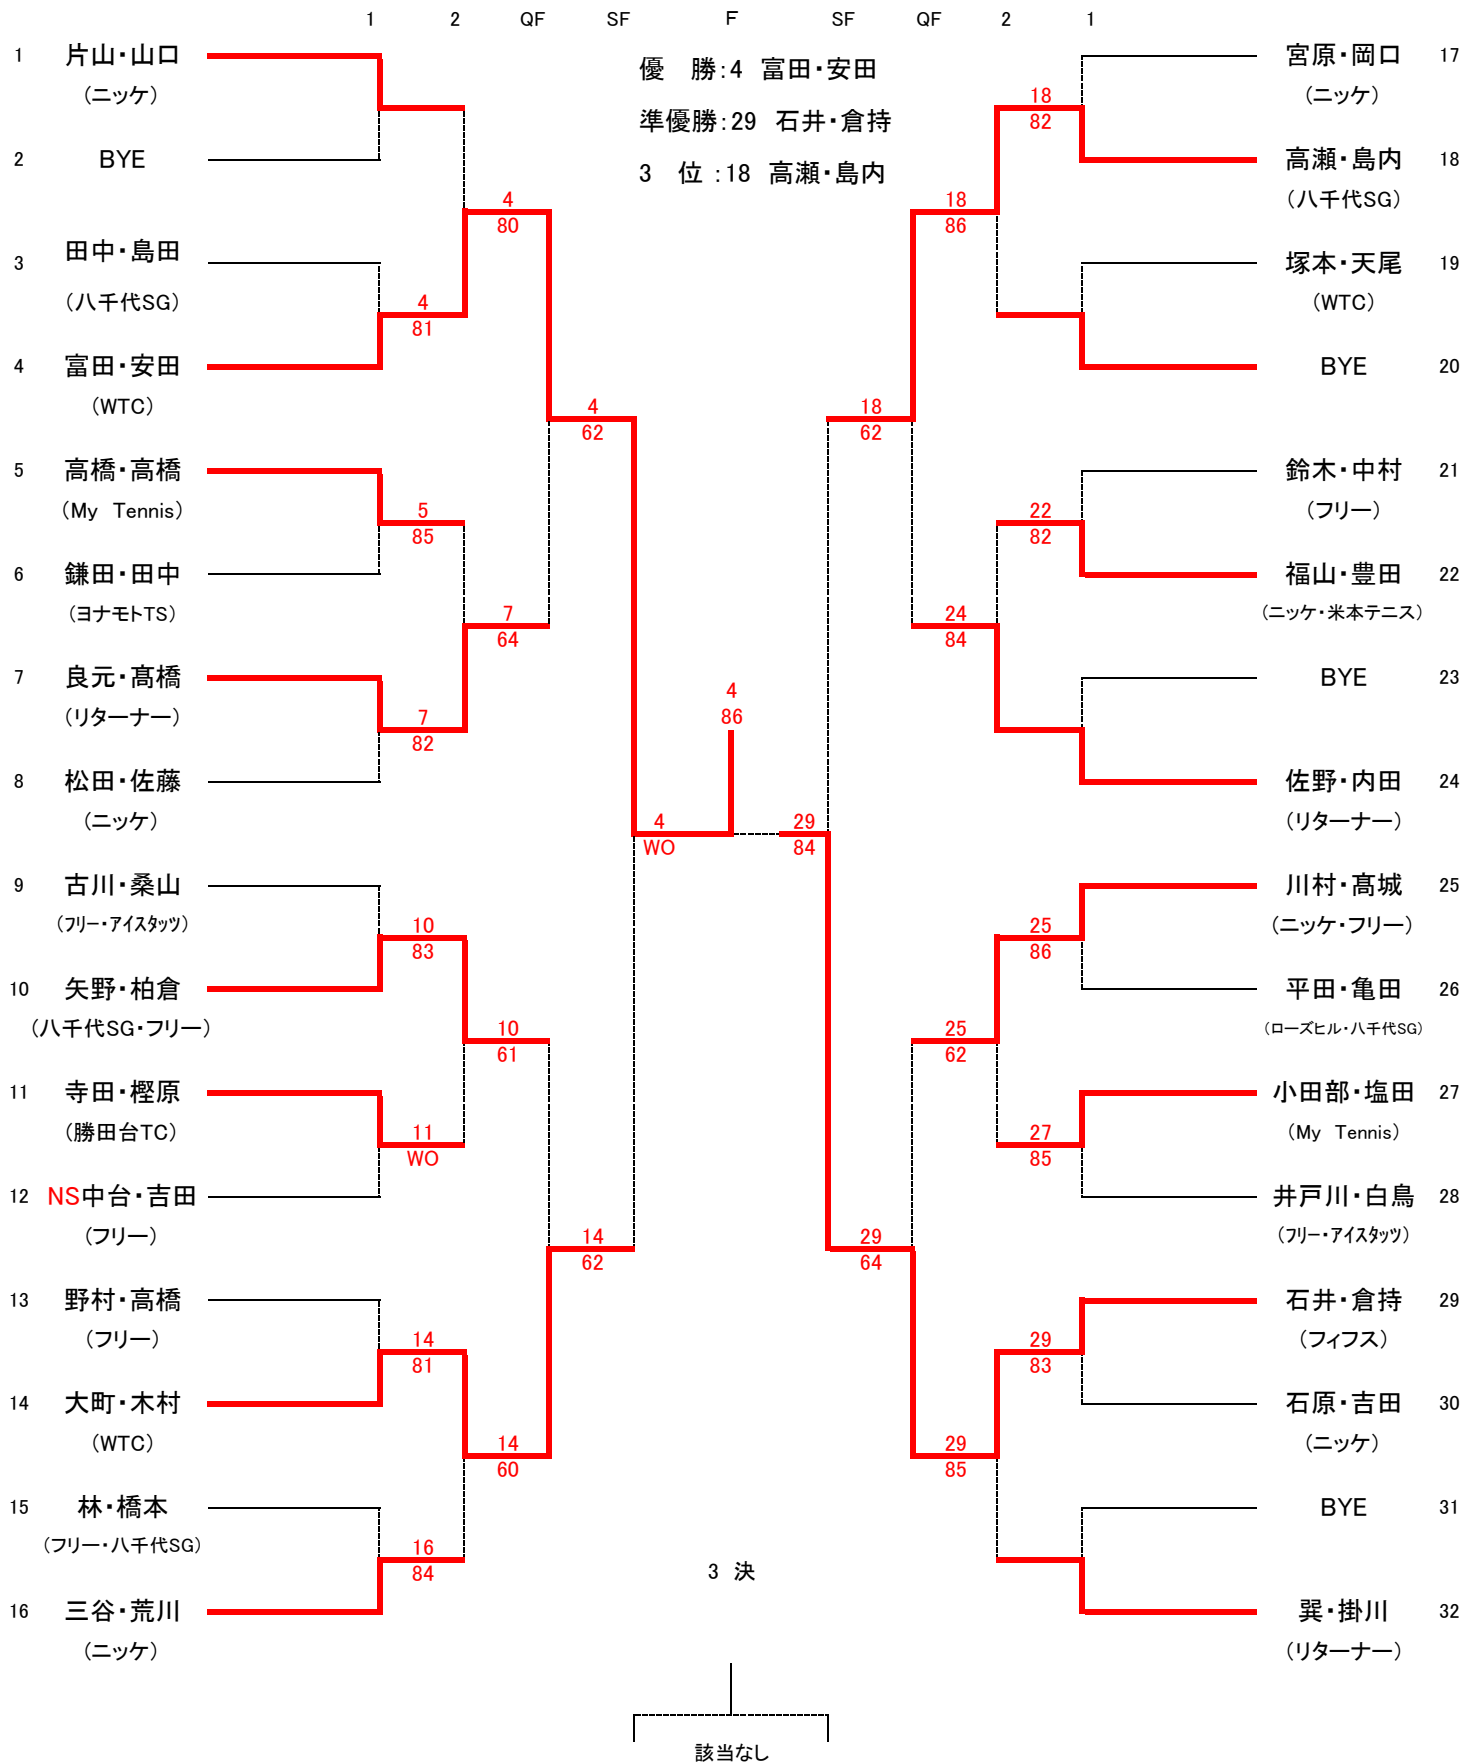 1 2 QF SF F SF QF 2 1
優　勝:4 富田・安田
準優勝:29 石井・倉持
3　位:18 高瀬・島内
1 片山・山口
(ニッケ)
2 BYE
3 田中・島田
(八千代SG)
4 富田・安田
(WTC)
5 高橋・高橋
(My Tennis)
6 鎌田・田中
(ヨナモトTS)
7 良元・髙橋
(リターナー)
8 松田・佐藤
(ニッケ)
9 古川・桑山
(フリー・アイスタッツ)
10 矢野・柏倉
(八千代SG・フリー)
11 寺田・樫原
(勝田台TC)
12 NS中台・吉田
(フリー)
13 野村・高橋
(フリー)
14 大町・木村
(WTC)
15 林・橋本
(フリー・八千代SG)
16 三谷・荒川
(ニッケ)
4
81
5
85
7
82
10
83
11
WO
14
81
16
84
4
80
7
64
10
61
14
60
4
62
14
62
4
WO
4
86
29
84
18
62
29
64
18
86
24
84
25
62
29
85
18
82
22
82
25
86
27
85
29
83
宮原・岡口 17
(ニッケ)
高瀬・島内 18
(八千代SG)
塚本・天尾 19
(WTC)
BYE 20
鈴木・中村 21
(フリー)
福山・豊田 22
(ニッケ・米本テニス)
BYE 23
佐野・内田 24
(リターナー)
川村・髙城 25
(ニッケ・フリー)
平田・亀田 26
(ローズヒル・八千代SG)
小田部・塩田 27
(My Tennis)
井戸川・白鳥 28
(フリー・アイスタッツ)
石井・倉持 29
(フィフス)
石原・吉田 30
(ニッケ)
BYE 31
巽・掛川 32
(リターナー)
3 決
該当なし